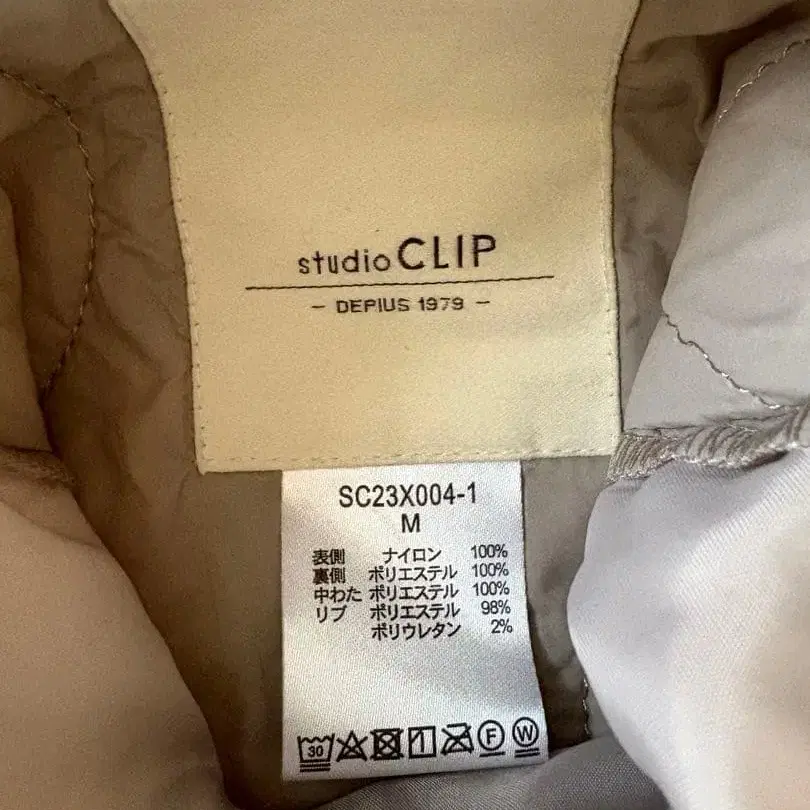 studio CLIP
- DEPIUS 1979 -
SC23X004-1
M
表側 ナイロン 100%
裏側 ポリエステル 100%
中わた ポリエステル 100%
リブ ポリエステル 98%
ポリウレタン 2%
30 F W